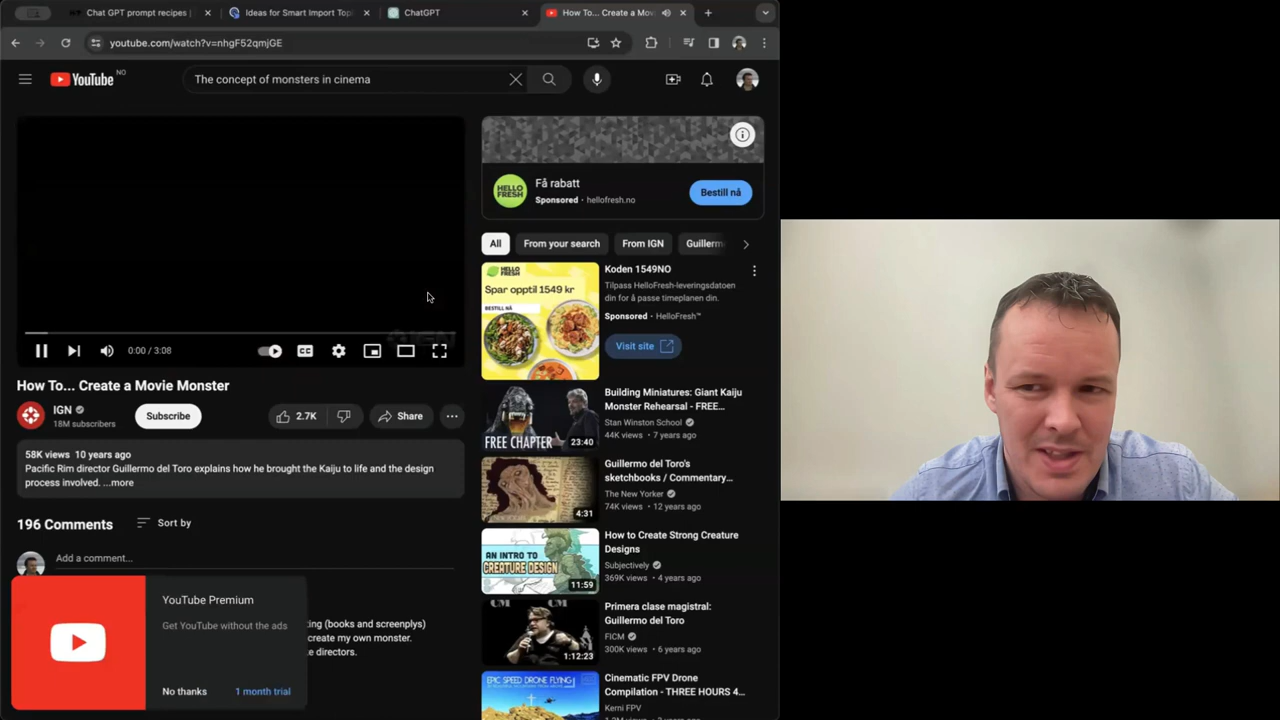 Chat GPT prompt recipes |
Ideas for Smart Import Topi
ChatGPT
How To... Create a Mov
youtube.com/watch?v=nhgF52qmjGE
YouTube NO
The concept of monsters in cinema
0:00 / 3:08
CC
How To... Create a Movie Monster
IGN
18M subscribers
Subscribe
2.7K
Share
58K views 10 years ago
Pacific Rim director Guillermo del Toro explains how he brought the Kaiju to life and the design
process involved. ...more
196 Comments
Sort by
Add a comment...
YouTube Premium
Get YouTube without the ads
No thanks
1 month trial
ting (books and screenplys)
create my own monster.
e directors.
HELLO
FRESH
Få rabatt
Sponsored · hellofresh.no
Bestill nå
All
From your search
From IGN
Guillerm
HELLO
FRESH
Spar opptil 1549 kr
BESTILL NÅ
Koden 1549NO
Tilpass HelloFresh-leveringsdatoen
din for å passe timeplanen din.
Sponsored · HelloFresh™
Visit site
FREE CHAPTER
23:40
Building Miniatures: Giant Kaiju
Monster Rehearsal - FREE...
Stan Winston School
44K views · 7 years ago
4:31
Guillermo del Toro's
sketchbooks / Commentary...
The New Yorker
74K views · 12 years ago
AN INTRO TO
CREATURE DESIGN
11:59
How to Create Strong Creature
Designs
Subjectively
369K views · 4 years ago
1:12:23
Primera clase magistral:
Guillermo del Toro
FICM
300K views · 6 years ago
EPIC SPEED DRONE FLYING
Cinematic FPV Drone
Compilation - THREE HOURS 4...
Kerni FPV